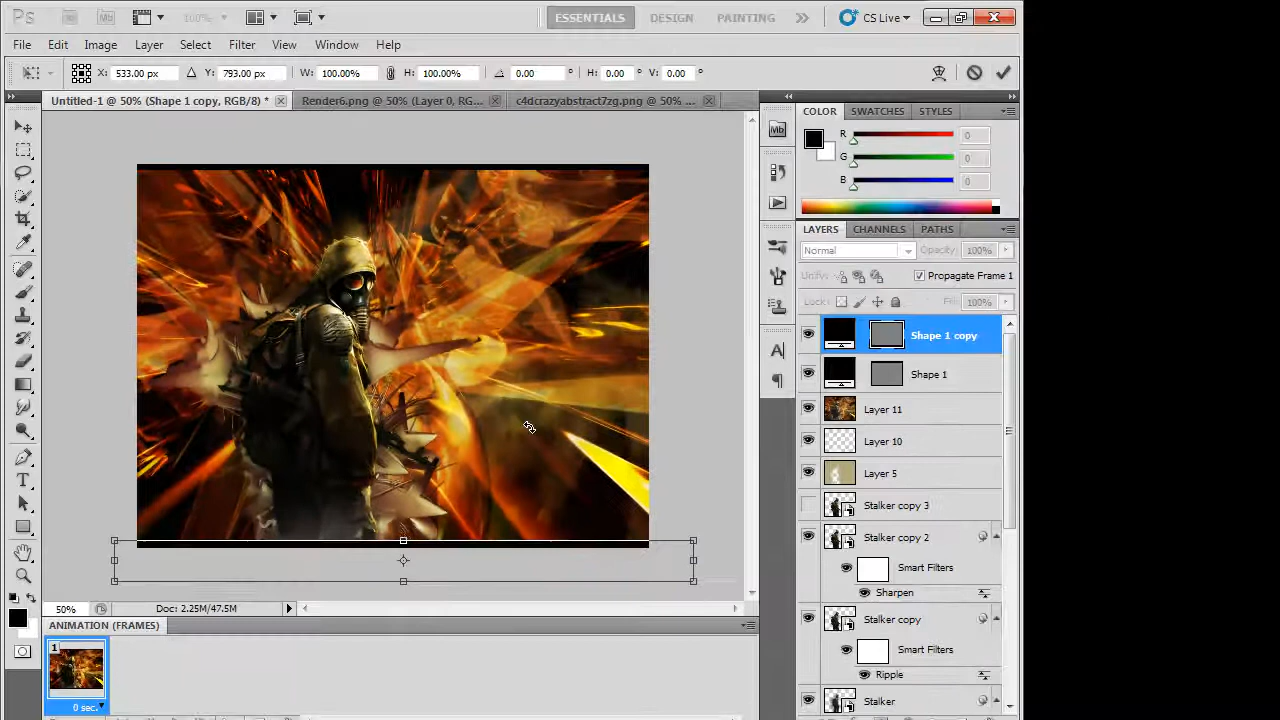 Ps Mb 100% ESSENTIALS DESIGN PAINTING CS Live
File Edit Image Layer Select Filter View Window Help
X: 533.00 px Y: 793.00 px W: 100.00% H: 100.00% 0.00 ° H: 0.00 ° V: 0.00 °
Untitled-1 @ 50% (Shape 1 copy, RGB/8) * Render6.png @ 50% (Layer 0, RG... c4dcrazyabstract7zg.png @ 50% ...
COLOR SWATCHES STYLES
Mb
R 0
G 0
B 0
LAYERS CHANNELS PATHS
Normal Opacity: 100%
Unify: Propagate Frame 1
Lock: Fill: 100%
Shape 1 copy
Shape 1
Layer 11
Layer 10
Layer 5
Stalker copy 3
Stalker copy 2
Smart Filters
Sharpen
Stalker copy
Smart Filters
Ripple
Stalker
50% Doc: 2.25M/47.5M
ANIMATION (FRAMES)
1
0 sec.